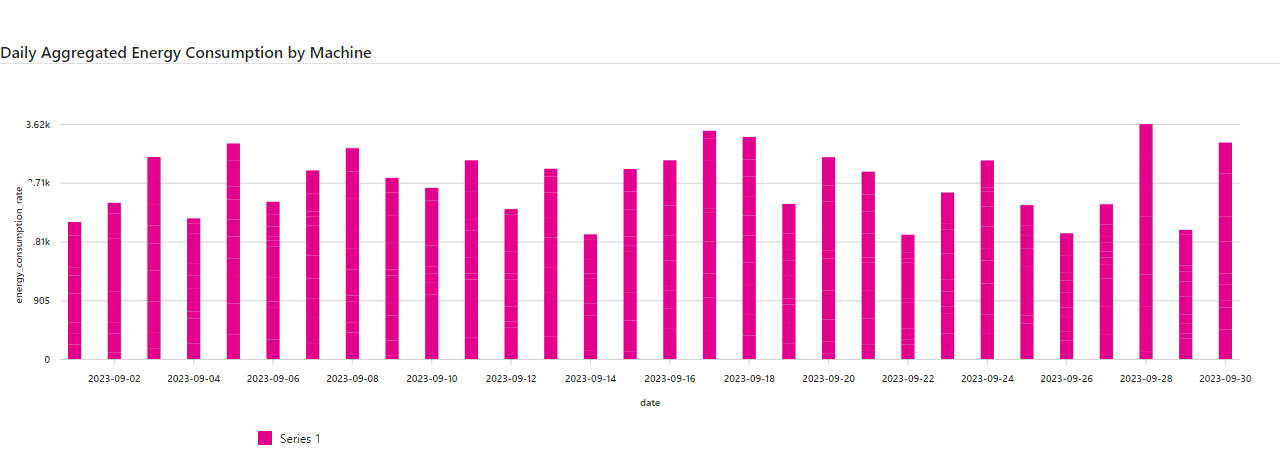 Daily Aggregated Energy Consumption by Machine
3.62k
2.71k
.81k
905
0
energy_consumption_rate
2023-09-02 2023-09-04 2023-09-06 2023-09-08 2023-09-10 2023-09-12 2023-09-14 2023-09-16 2023-09-18 2023-09-20 2023-09-22 2023-09-24 2023-09-26 2023-09-28 2023-09-30
date
Series 1